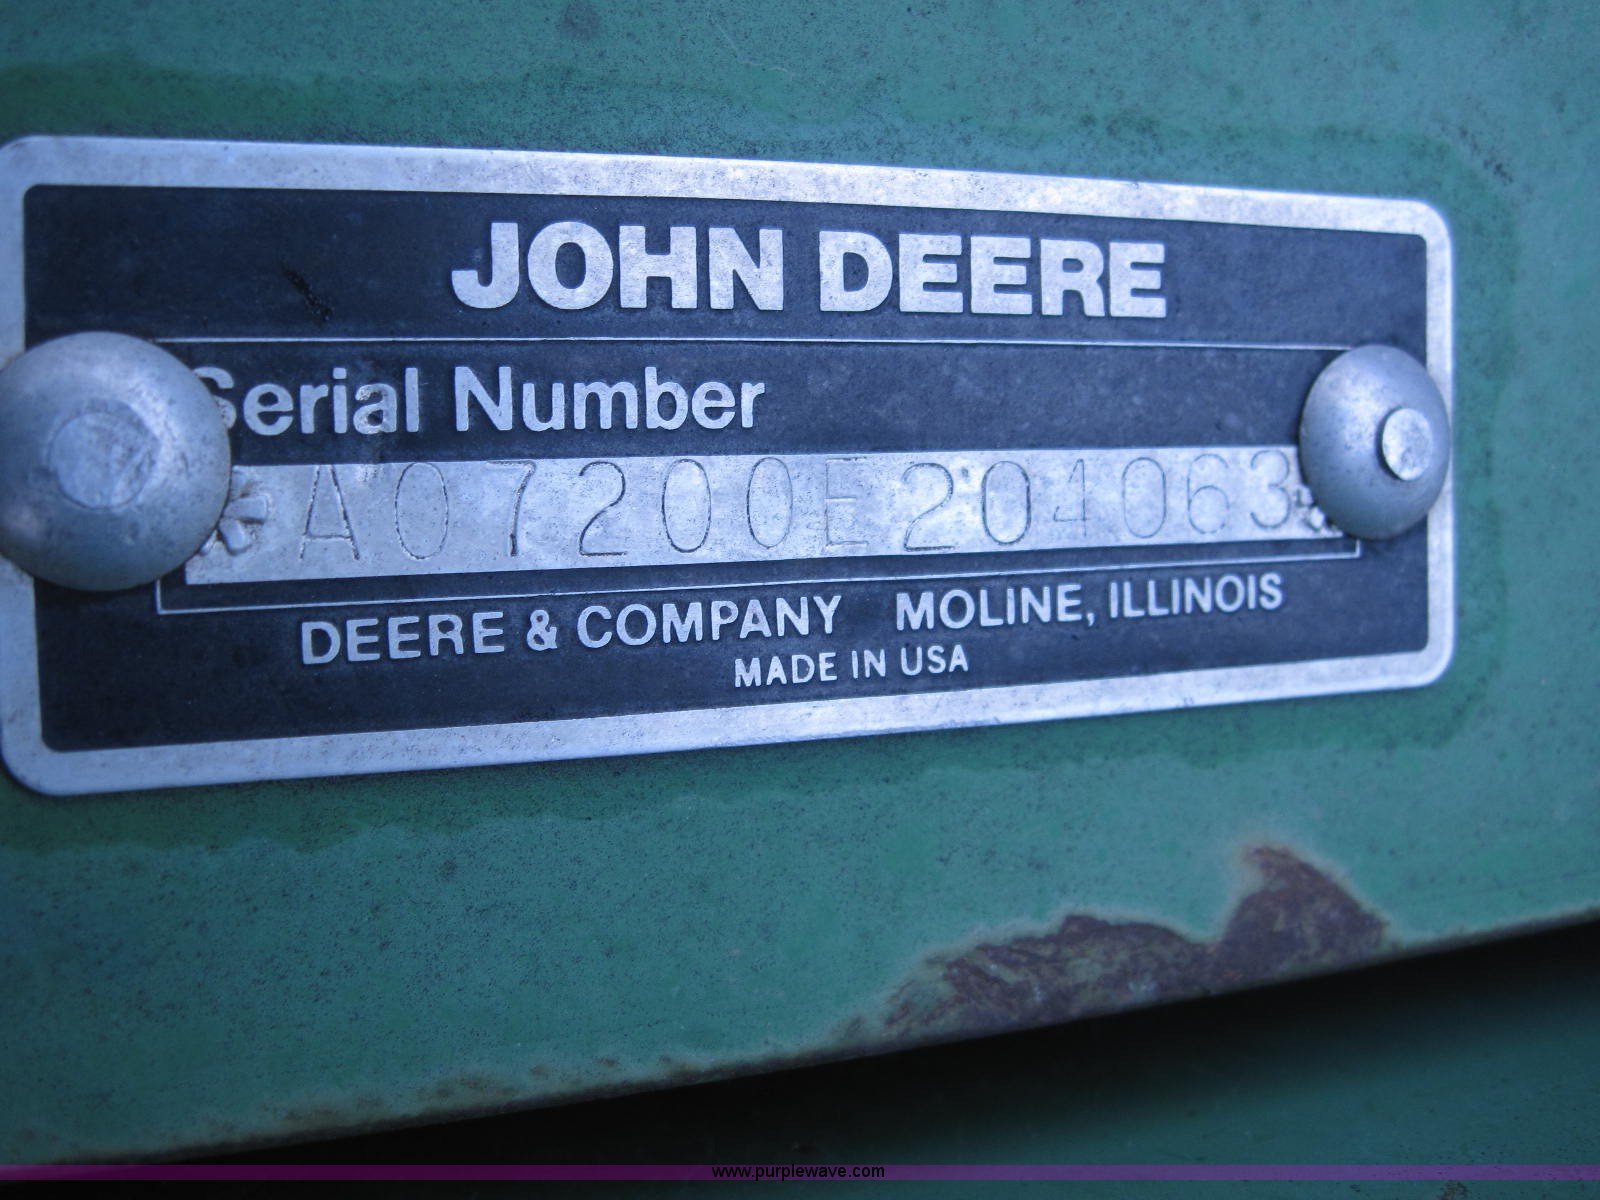 JOHN DEERE
Serial Number
*A07200E204063*
DEERE & COMPANY MOLINE, ILLINOIS
MADE IN USA
www.purplewave.com